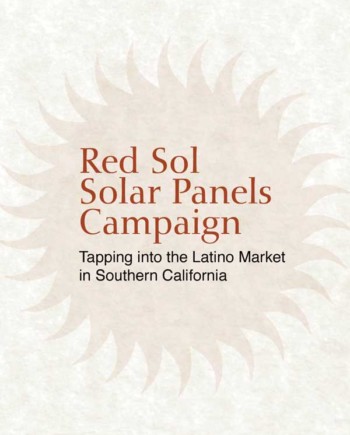 Red Sol
Solar Panels
Campaign
Tapping into the Latino Market
in Southern California